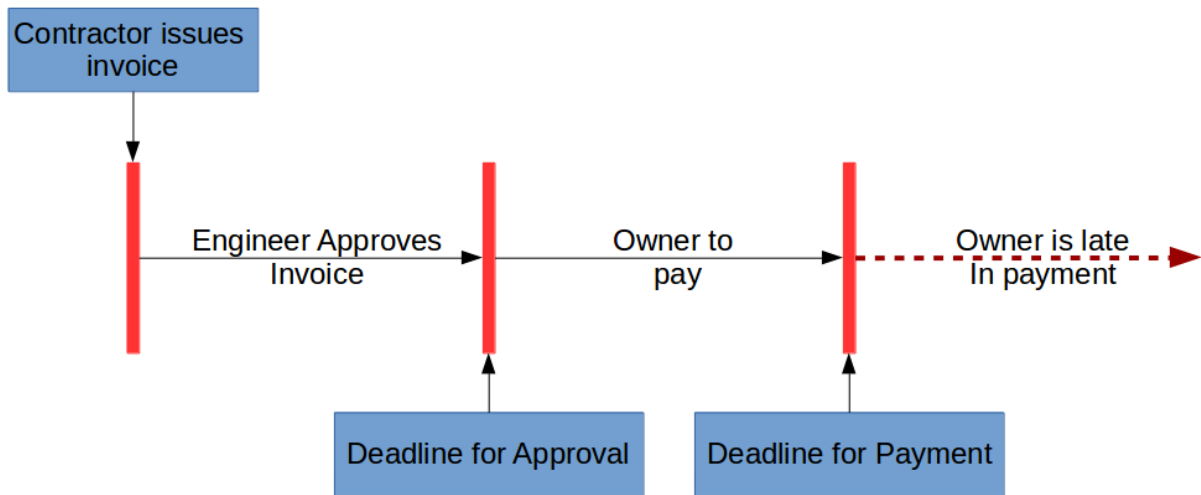 Contractor issues
invoice
Engineer Approves
Invoice
Owner to
pay
Owner is late
In payment
Deadline for Approval
Deadline for Payment